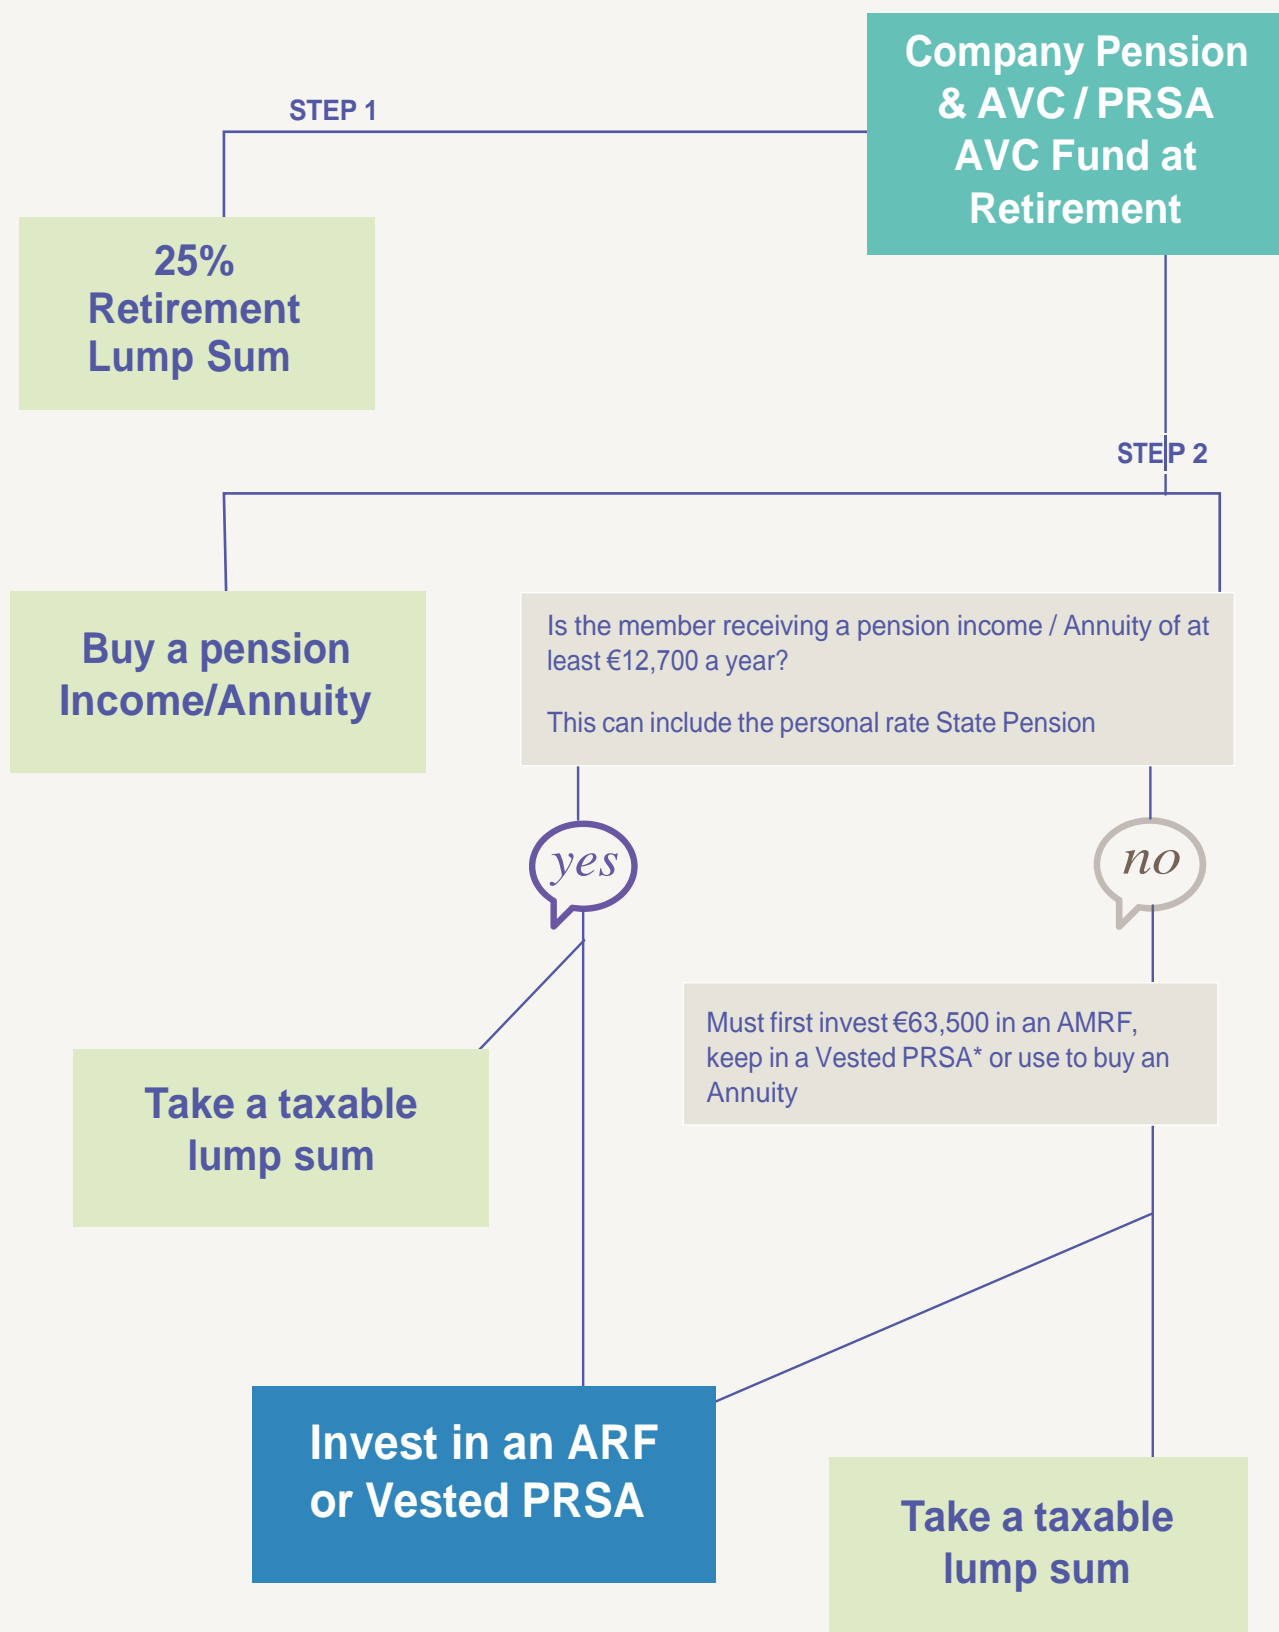 Company Pension
& AVC / PRSA
AVC Fund at
Retirement
STEP 1
25%
Retirement
Lump Sum
STEP 2
Buy a pension
Income/Annuity
Is the member receiving a pension income / Annuity of at
least €12,700 a year?
This can include the personal rate State Pension
yes
no
Must first invest €63,500 in an AMRF,
keep in a Vested PRSA* or use to buy an
Annuity
Take a taxable
lump sum
Invest in an ARF
or Vested PRSA
Take a taxable
lump sum